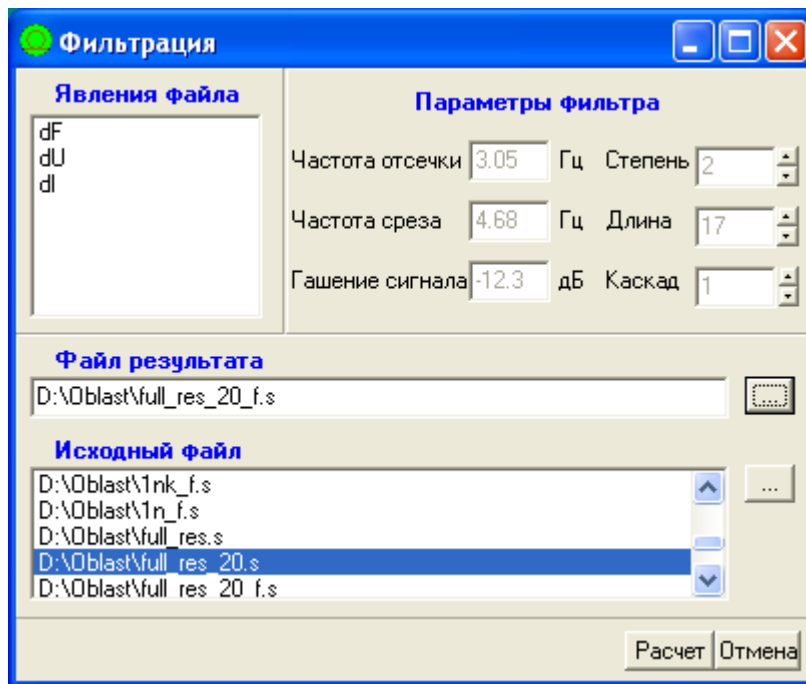 Фильтрация
Явления файла
dF
dU
dI
Параметры фильтра
Частота отсечки 3.05 Гц Степень 2
Частота среза 4.68 Гц Длина 17
Гашение сигнала -12.3 дБ Каскад 1
Файл результата
D:\Oblast\full_res_20_f.s
...
Исходный файл
...
D:\Oblast\1nk_f.s
D:\Oblast\1n_f.s
D:\Oblast\full_res.s
D:\Oblast\full_res_20.s
D:\Oblast\full_res_20_f.s
Расчет Отмена